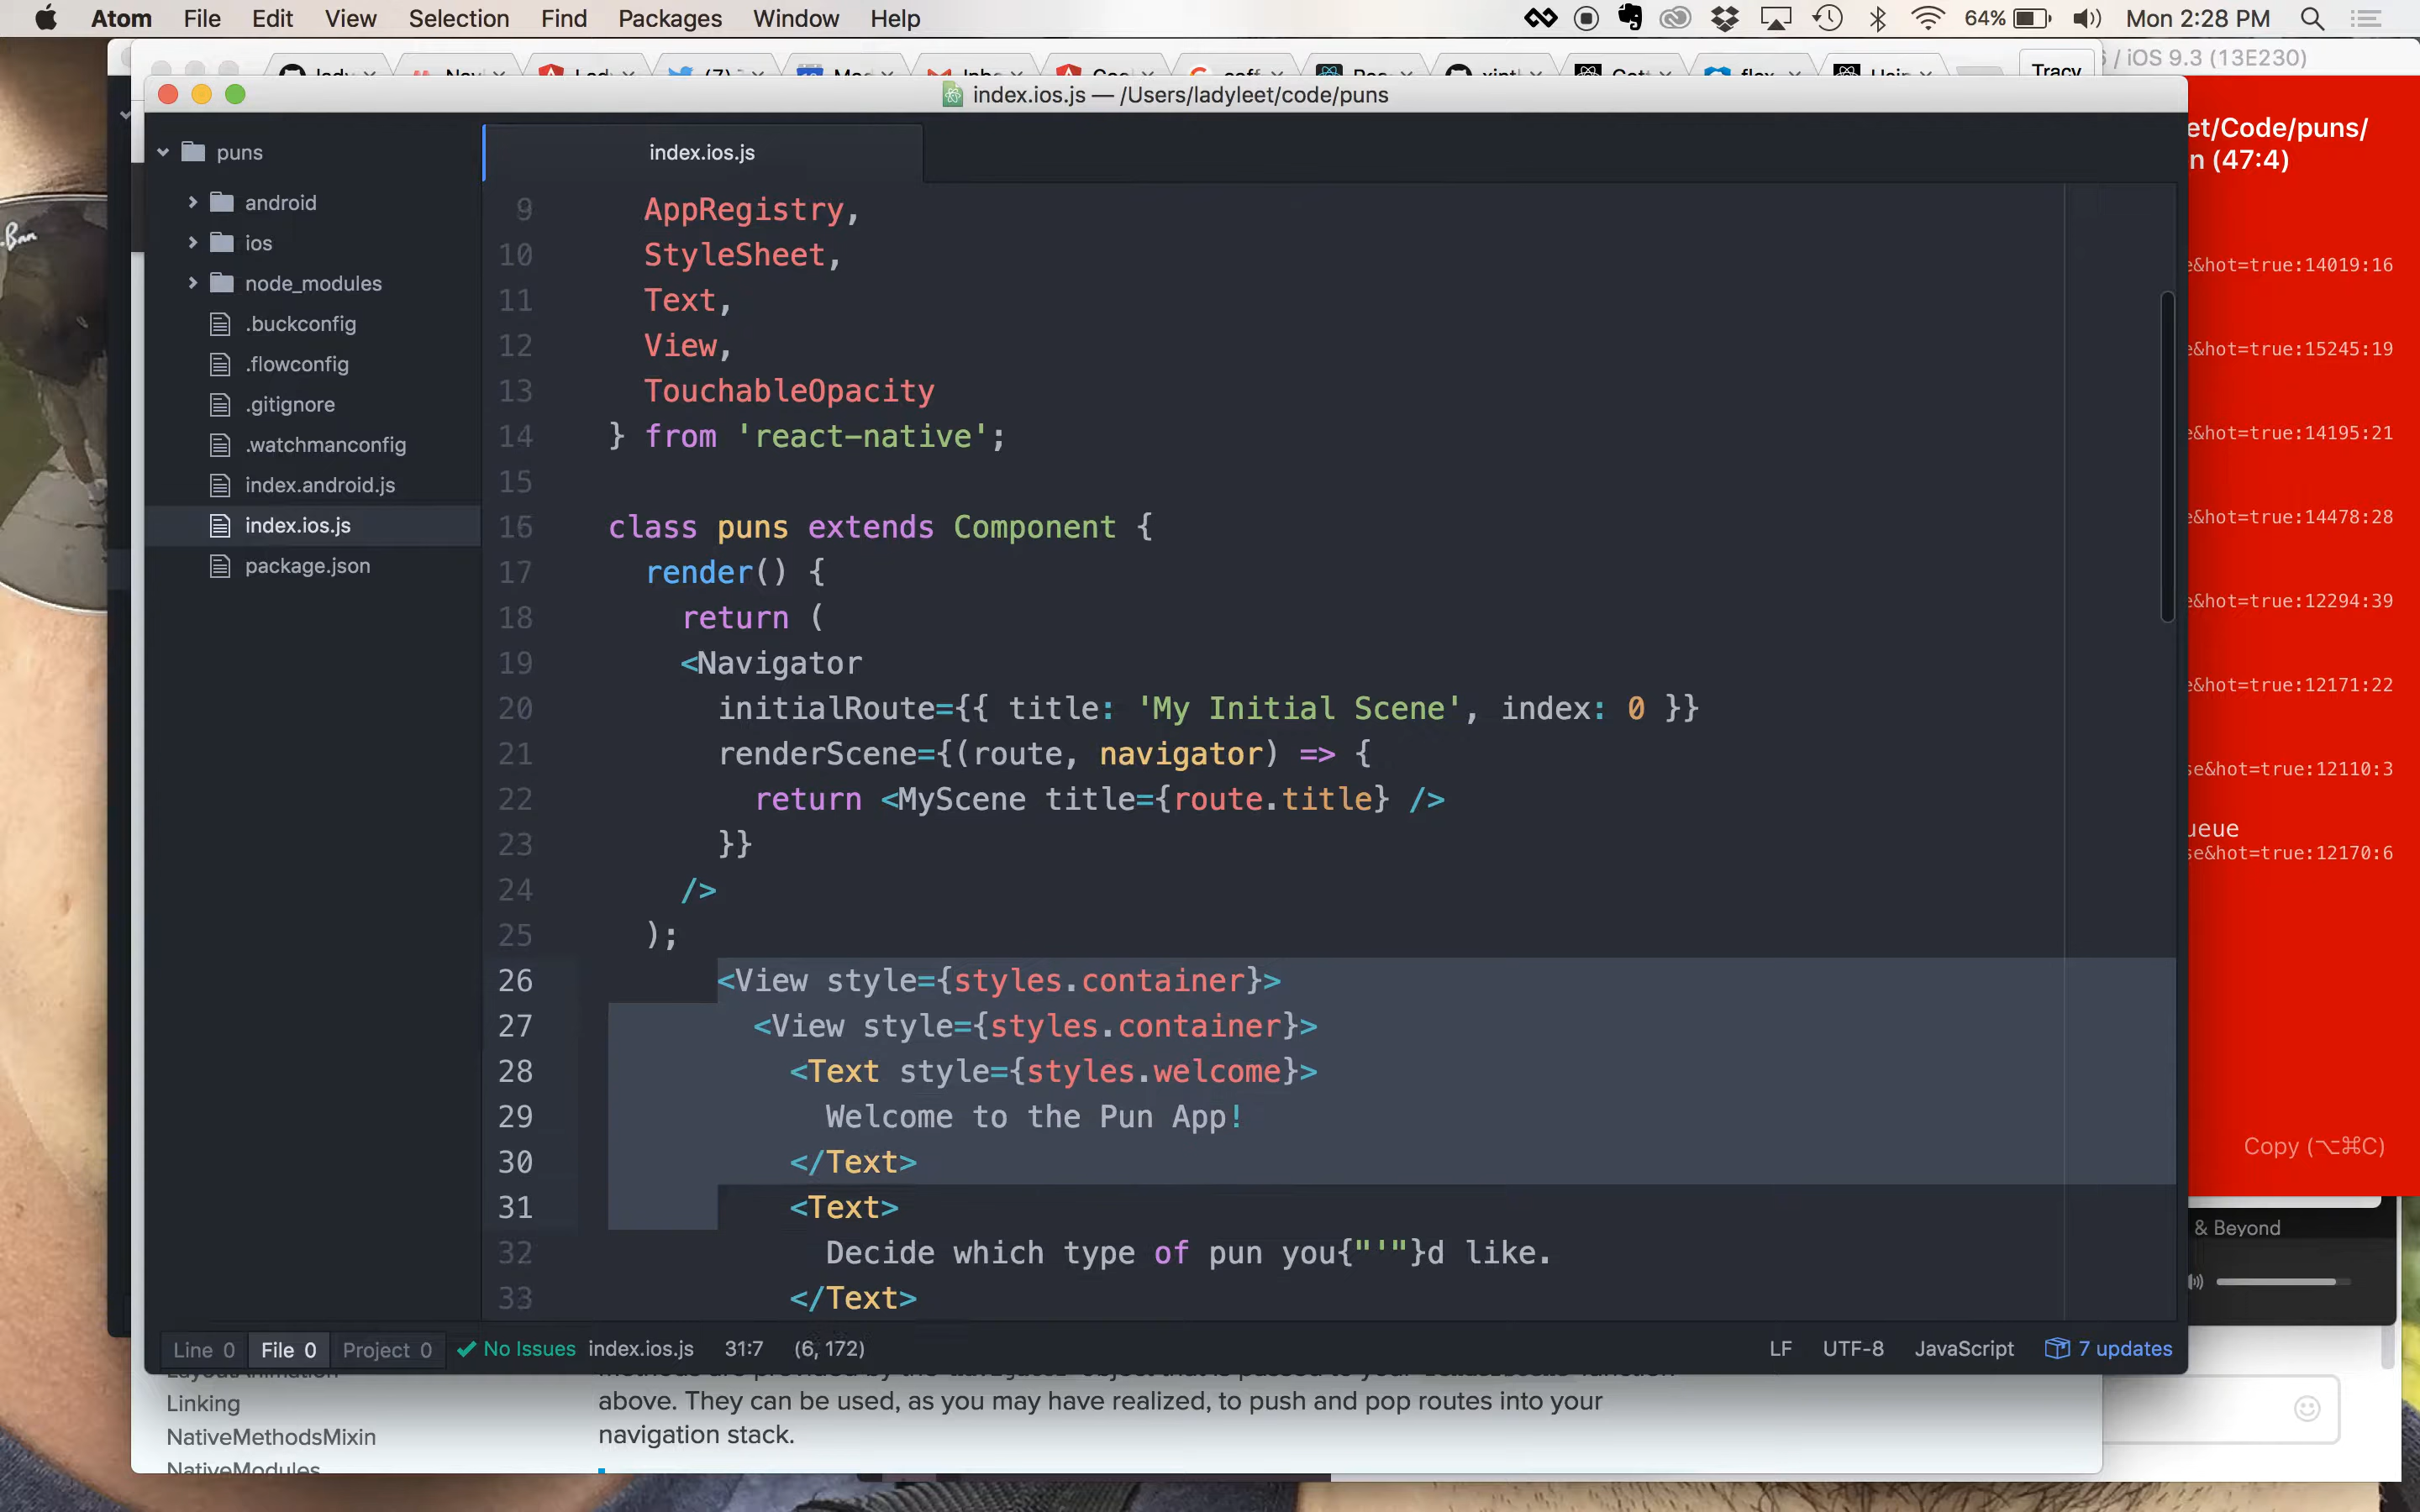 Atom File Edit View Selection Find Packages Window Help 64% Mon 2:28 PM
Tracy / iOS 9.3 (13E230)
index.ios.js — /Users/ladyleet/code/puns
puns
android
ios
node_modules
.buckconfig
.flowconfig
.gitignore
.watchmanconfig
index.android.js
index.ios.js
package.json
index.ios.js
9 AppRegistry,
10 StyleSheet,
11 Text,
12 View,
13 TouchableOpacity
14 } from 'react-native';
15
16 class puns extends Component {
17 render() {
18 return (
19 <Navigator
20 initialRoute={{ title: 'My Initial Scene', index: 0 }}
21 renderScene={(route, navigator) => {
22 return <MyScene title={route.title} />
23 }}
24 />
25 );
26 <View style={styles.container}>
27 <View style={styles.container}>
28 <Text style={styles.welcome}>
29 Welcome to the Pun App!
30 </Text>
31 <Text>
32 Decide which type of pun you{"'"}d like.
33 </Text>
et/Code/puns/
n (47:4)
e&hot=true:14019:16
e&hot=true:15245:19
e&hot=true:14195:21
e&hot=true:14478:28
e&hot=true:12294:39
e&hot=true:12171:22
se&hot=true:12110:3
ueue
se&hot=true:12170:6
Copy (⌥⌘C)
& Beyond
Line 0 File 0 Project 0 No Issues index.ios.js 31:7 (6, 172) LF UTF-8 JavaScript 7 updates
Linking
NativeMethodsMixin
NativeModules
above. They can be used, as you may have realized, to push and pop routes into your
navigation stack.